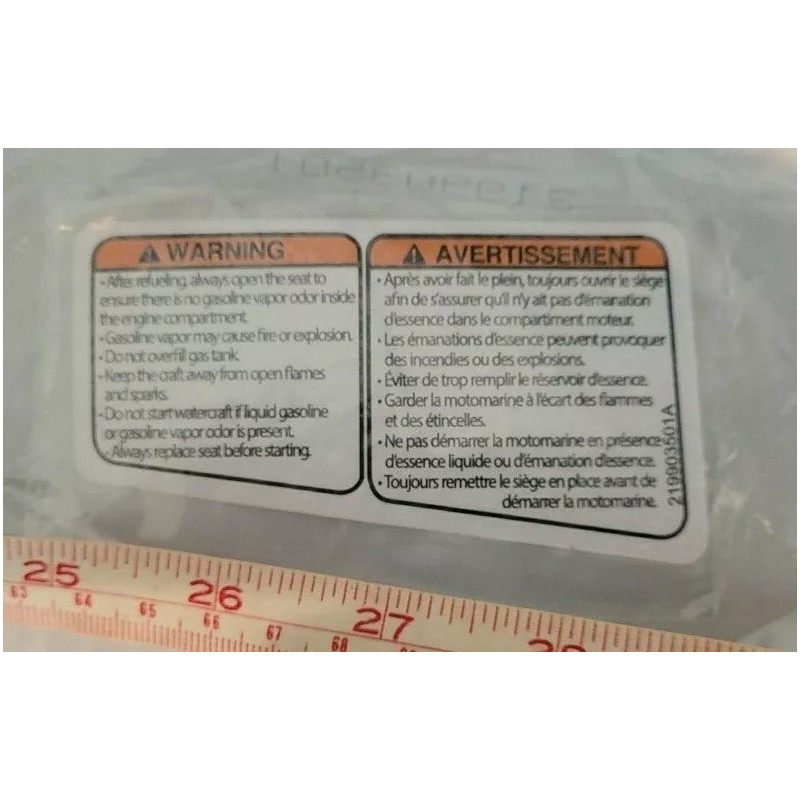 WARNING
• After refueling, always open the seat to
ensure there is no gasoline vapor odor inside
the engine compartment.
• Gasoline vapor may cause fire or explosion.
• Do not overfill gas tank.
• Keep the craft away from open flames
and sparks.
• Do not start watercraft if liquid gasoline
or gasoline vapor odor is present.
• Always replace seat before starting.
AVERTISSEMENT
• Après avoir fait le plein, toujours ouvrir le siège
afin de s'assurer qu'il n'y ait pas d'émanation
d'essence dans le compartiment moteur.
• Les émanations d'essence peuvent provoquer
des incendies ou des explosions.
• Éviter de trop remplir le réservoir d'essence.
• Garder la motomarine à l'écart des flammes
et des étincelles.
• Ne pas démarrer la motomarine en présence
d'essence liquide ou d'émanation d'essence.
• Toujours remettre le siège en place avant de
démarrer la motomarine.
219903501A
25 26 27
63 64 65 66 67 68